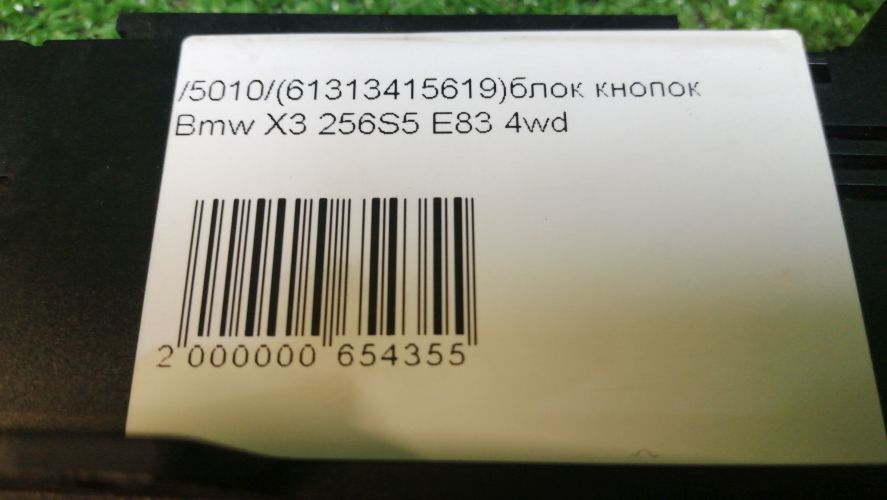 /5010/(61313415619)блок кнопок
Bmw X3 256S5 E83 4wd
2 000000 654355